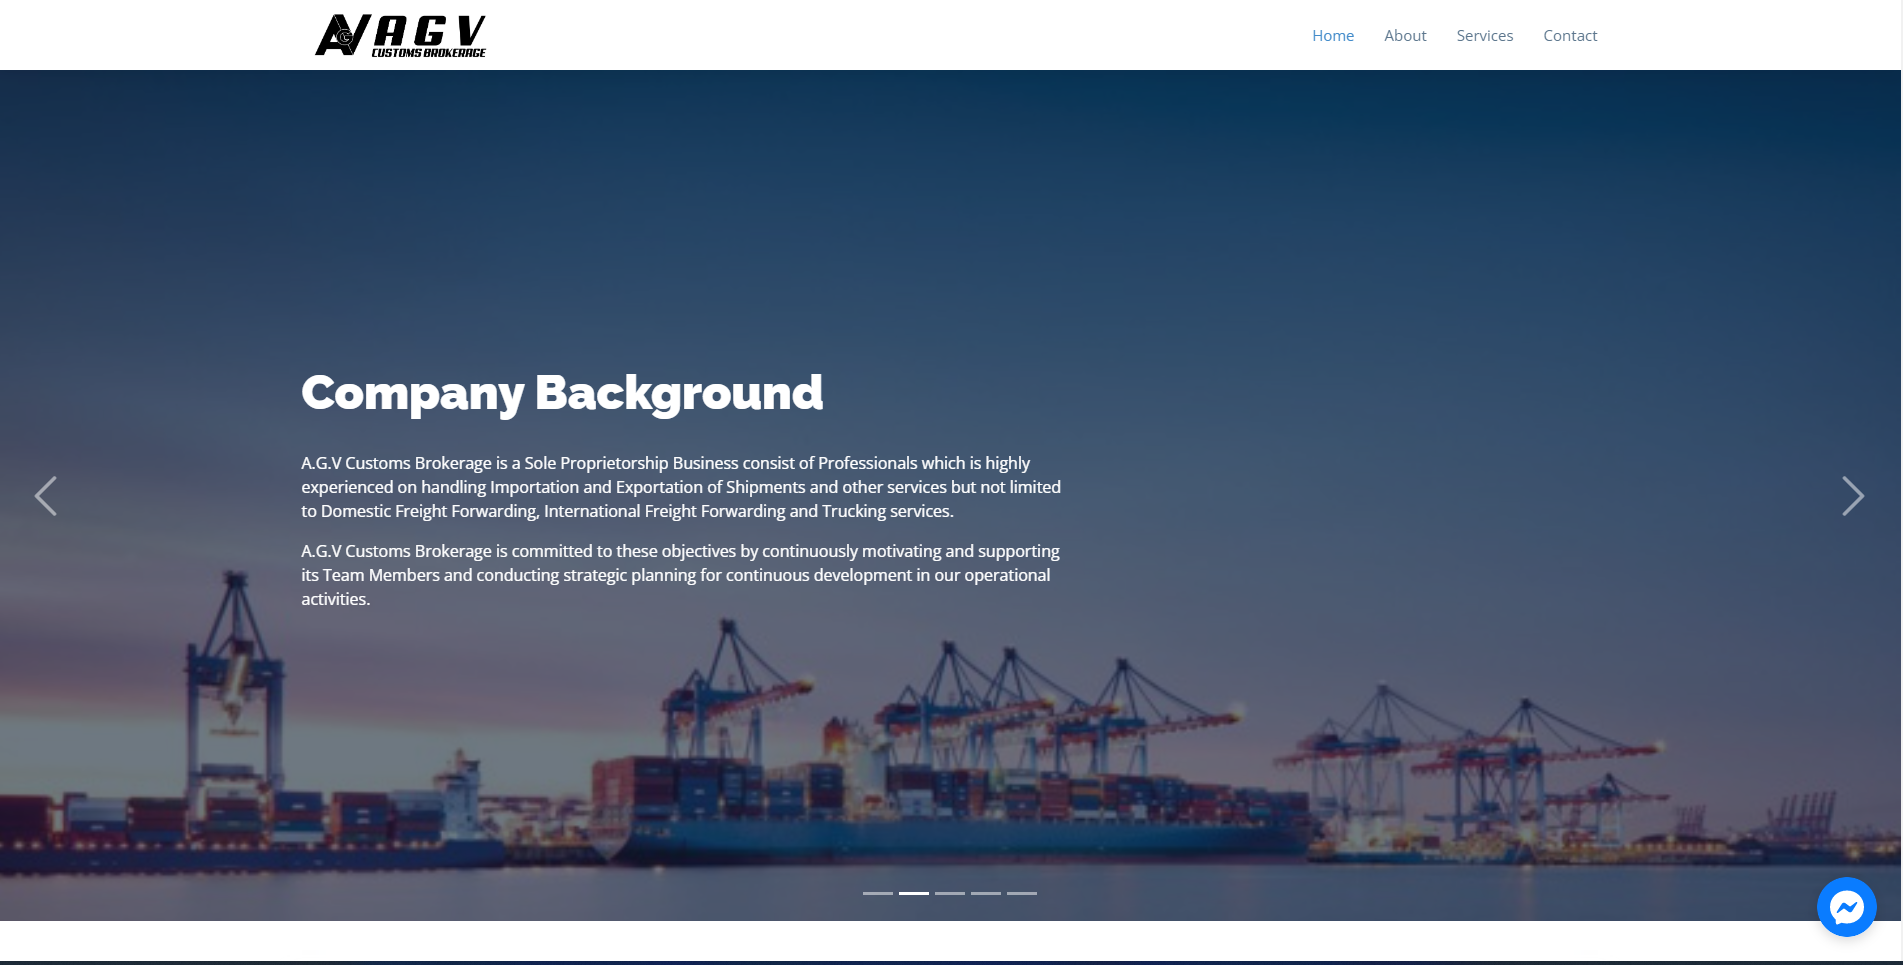 AGV
CUSTOMS BROKERAGE
Home About Services Contact
Company Background
A.G.V Customs Brokerage is a Sole Proprietorship Business consist of Professionals which is highly
experienced on handling Importation and Exportation of Shipments and other services but not limited
to Domestic Freight Forwarding, International Freight Forwarding and Trucking services.
A.G.V Customs Brokerage is committed to these objectives by continuously motivating and supporting
its Team Members and conducting strategic planning for continuous development in our operational
activities.